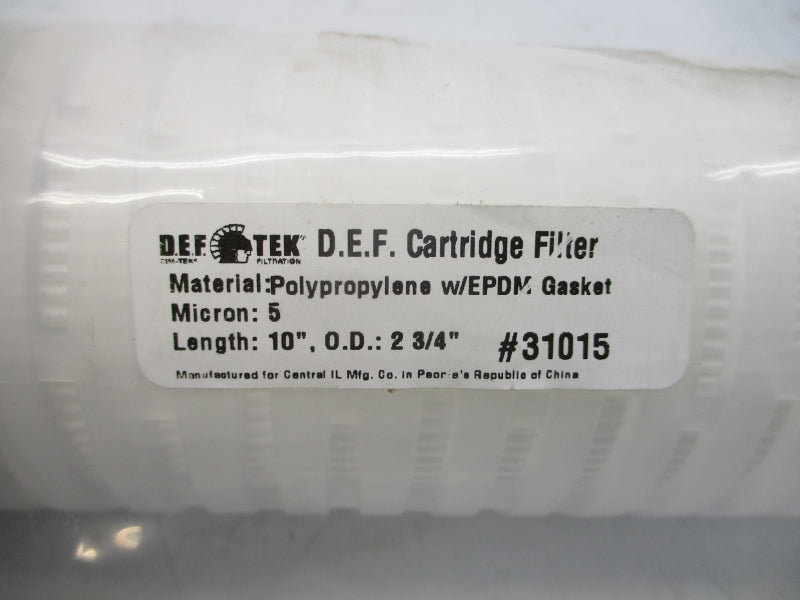 D.E.F. TEK D.E.F. Cartridge Filter
CIM-TEK® FILTRATION
Material:Polypropylene w/EPDM Gasket
Micron: 5
Length: 10", O.D.: 2 3/4" #31015
Manufactured for Central IL Mfg. Co. in Peor e's Republic of China